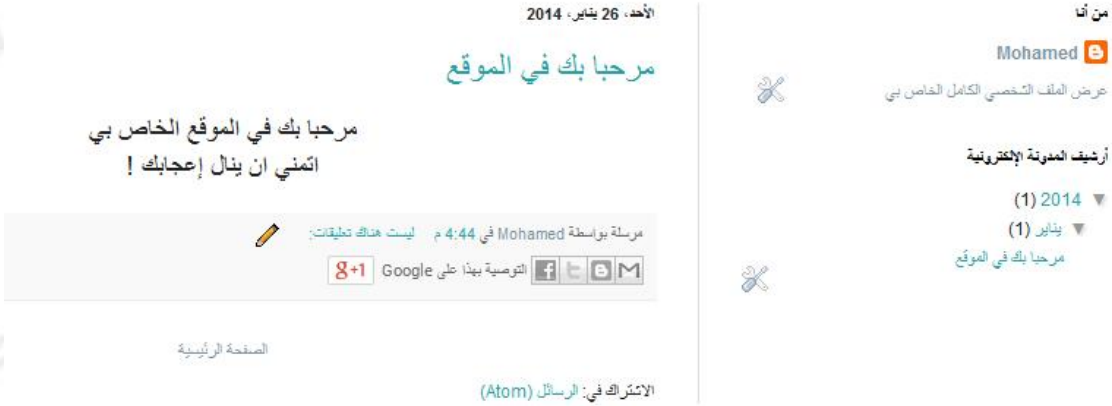 من أنا
Mohamed
عرض الملف الشخصي الكامل الخاص بي
أرشيف المدونة الإلكترونية
▼ 2014 (1)
▼ يناير (1)
مرحبا بك في الموقع
الأحد، 26 يناير، 2014
مرحبا بك في الموقع
مرحبا بك في الموقع الخاص بي
اتمني ان ينال إعجابك !
مرسلة بواسطة Mohamed في 4:44 م ليست هناك تعليقات:
التوصية بهذا على Google g+1
الصفحة الرئيسية
الاشتراك في: الرسائل (Atom)